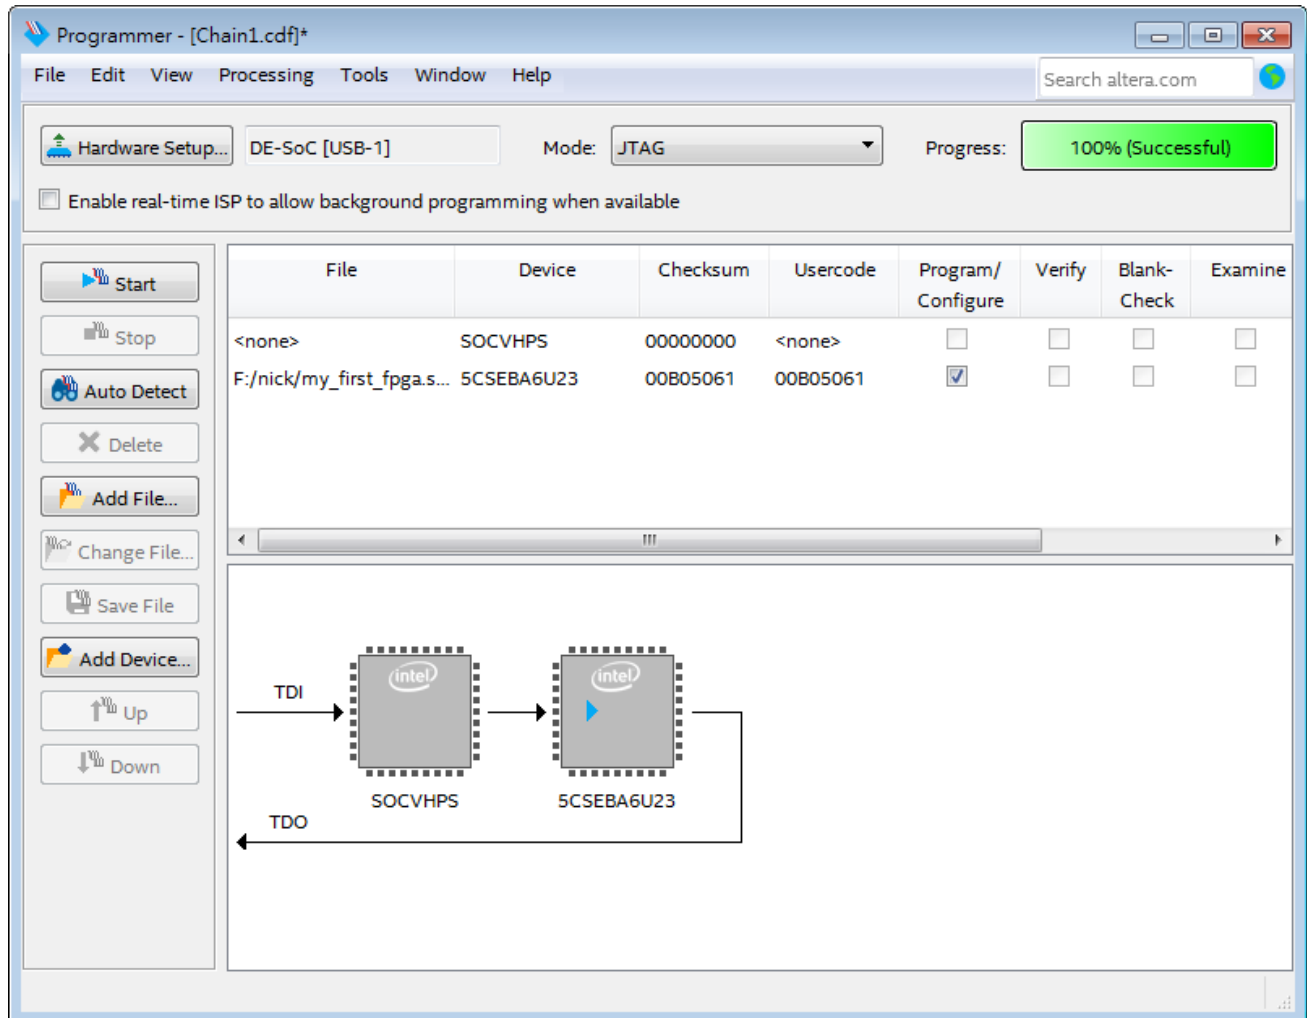 Programmer - [Chain1.cdf]*
File Edit View Processing Tools Window Help Search altera.com
Hardware Setup... DE-SoC [USB-1] Mode: JTAG Progress: 100% (Successful)
Enable real-time ISP to allow background programming when available
Start
Stop
Auto Detect
Delete
Add File...
Change File...
Save File
Add Device...
Up
Down
File Device Checksum Usercode Program/ Verify Blank- Examine
Configure Check
<none> SOCVHPS 00000000 <none>
F:/nick/my_first_fpga.s... 5CSEBA6U23 00B05061 00B05061
intel intel
TDI
SOCVHPS 5CSEBA6U23
TDO